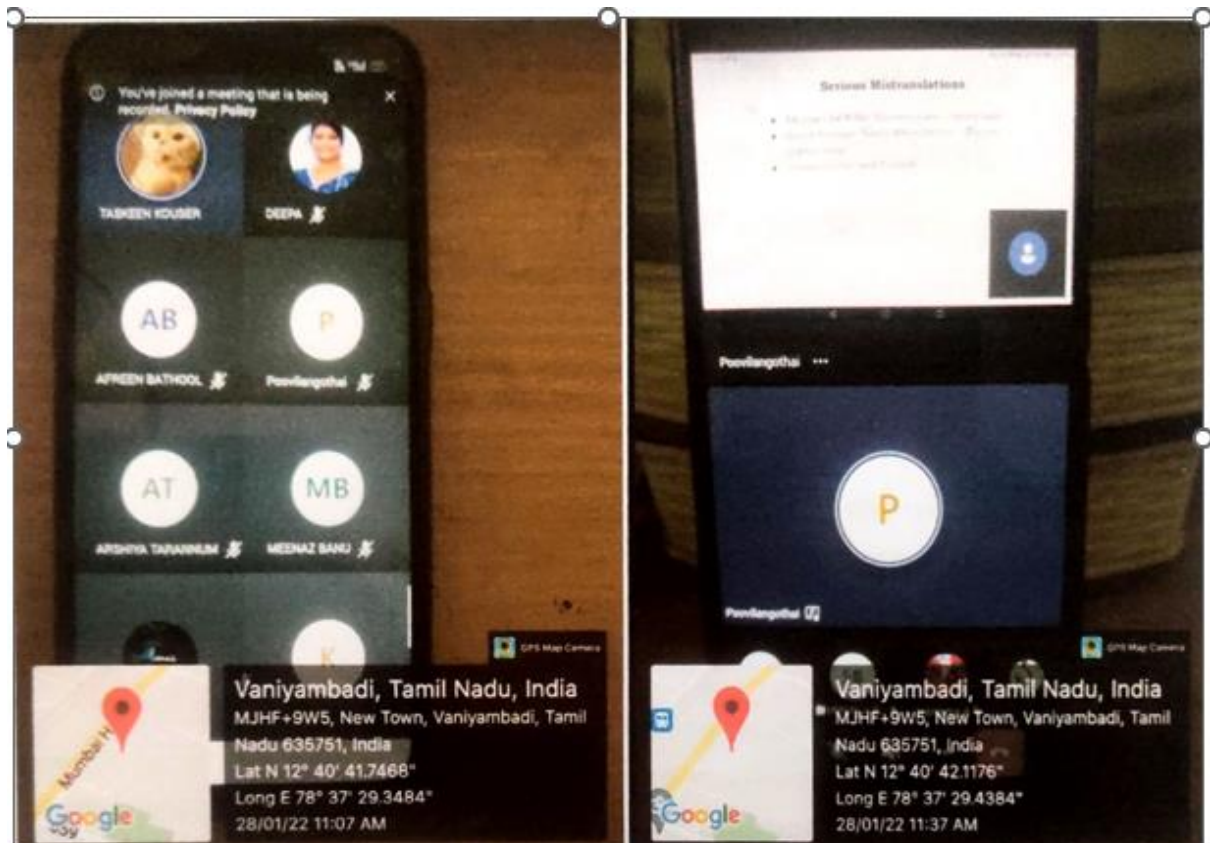 You've joined a meeting that is being
recorded. Privacy Policy
TASKEEN KOUSER
DEEPA
AB
P
AFREEN BATHOOL
Poovilangothai
AT
MB
ARSHIYA TARANNUM
MEENAZ BANU
K
GPS Map Camera
Mumbai H
Google
Vaniyambadi, Tamil Nadu, India
MJHF+9W5, New Town, Vaniyambadi, Tamil
Nadu 635751, India
Lat N 12° 40' 41.7468"
Long E 78° 37' 29.3484"
28/01/22 11:07 AM
Serious Mistranslations
Poovilangothai
P
Poovilangothai
GPS Map Camera
Google
Vaniyambadi, Tamil Nadu, India
MJHF+9W5, New Town, Vaniyambadi, Tamil
Nadu 635751, India
Lat N 12° 40' 42.1176"
Long E 78° 37' 29.4384"
28/01/22 11:37 AM